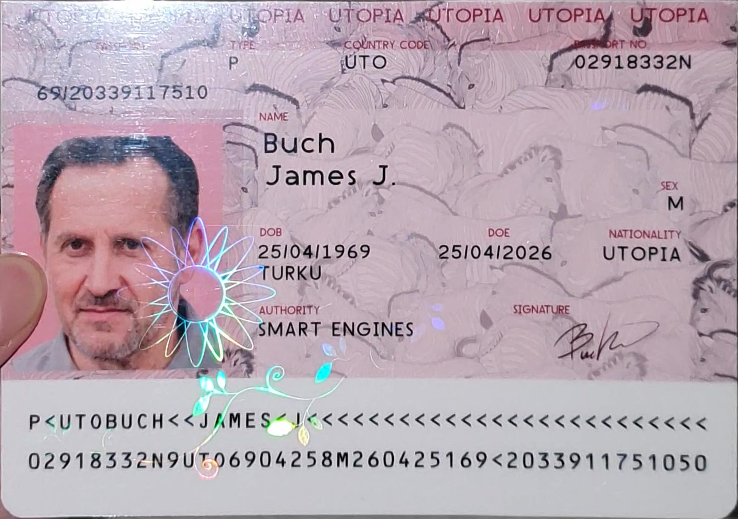 UTOPIA UTOPIA UTOPIA UTOPIA UTOPIA UTOPIA UTOPIA
PASSPORT TYPE COUNTRY CODE PASSPORT NO.
P UTO 02918332N
69/20339117510
NAME
Buch
James J.
SEX
M
DOB DOE NATIONALITY
25/04/1969 25/04/2026 UTOPIA
TURKU
AUTHORITY SIGNATURE
SMART ENGINES
P<UTOBUCH<<JAMES<J<<<<<<<<<<<<<<<<<<<<<<<<<<
02918332N9UTO6904258M260425169<2033911751050